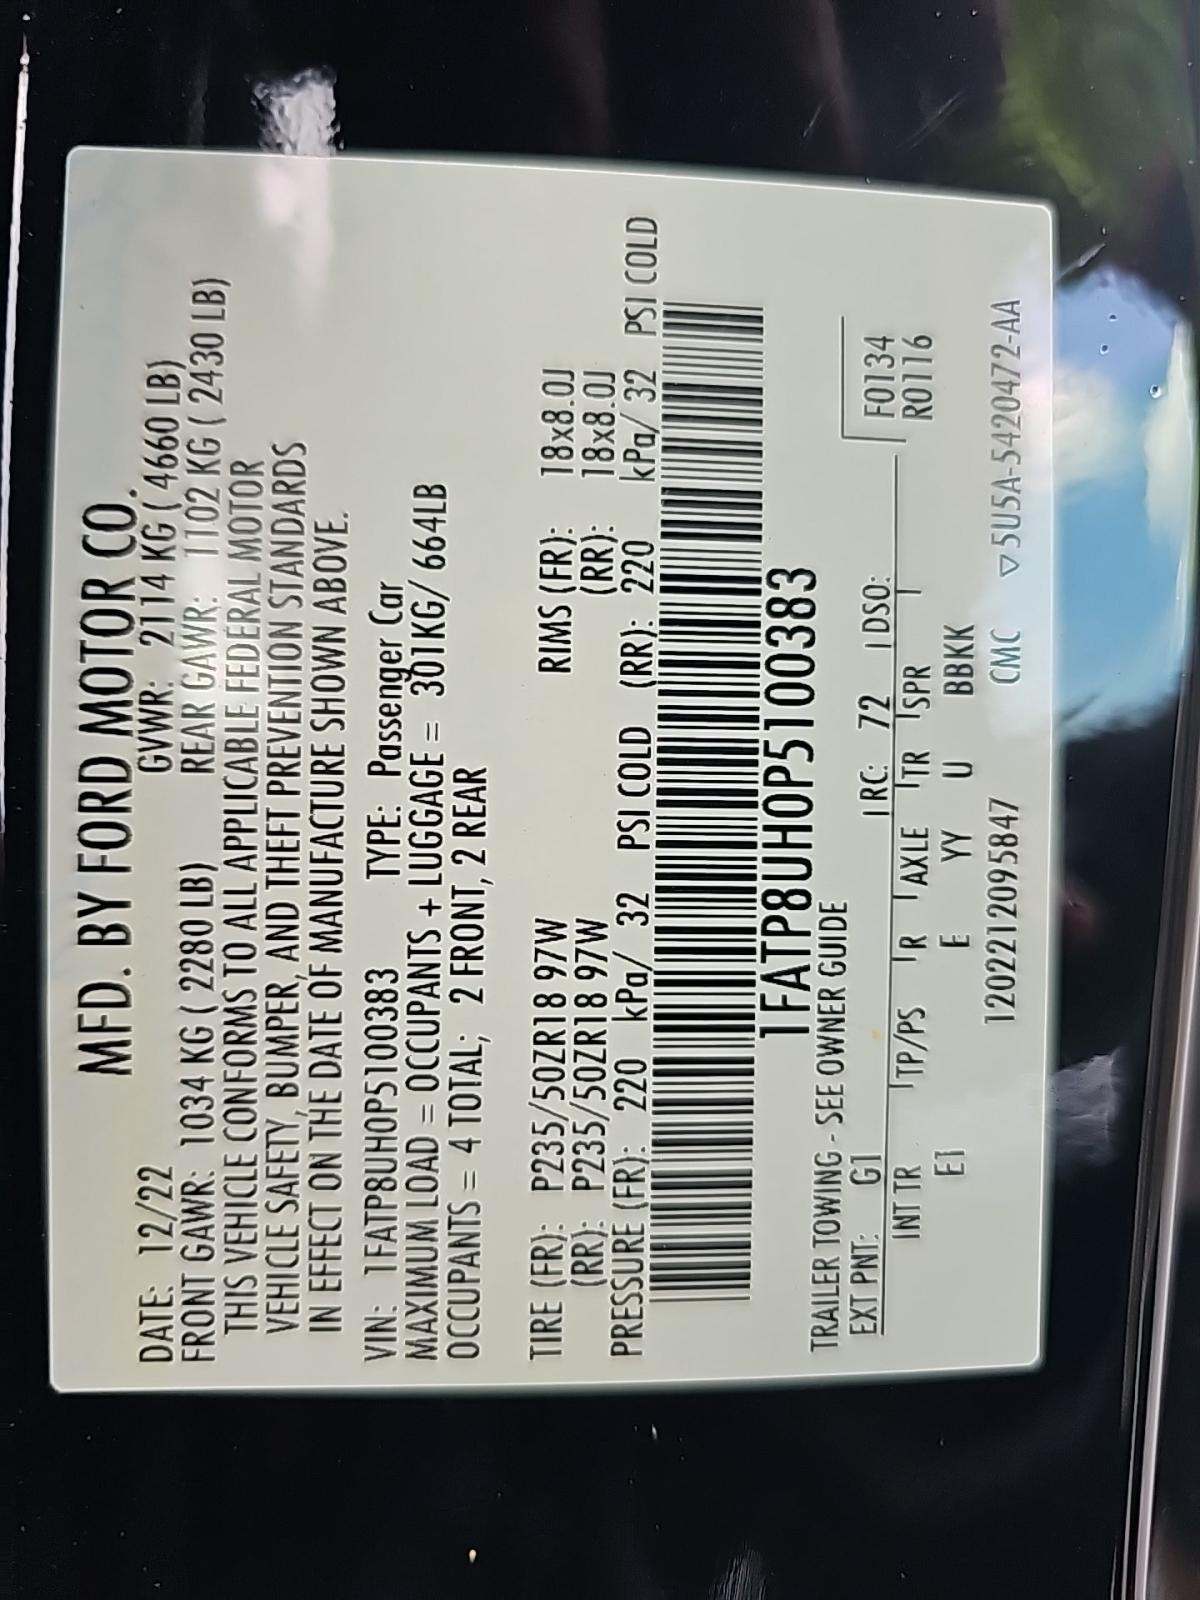 MFD. BY FORD MOTOR CO.
DATE: 12/22 GVWR: 2114 KG ( 4660 LB)
FRONT GAWR: 1034 KG ( 2280 LB) REAR GAWR: 1102 KG ( 2430 LB)
THIS VEHICLE CONFORMS TO ALL APPLICABLE FEDERAL MOTOR
VEHICLE SAFETY, BUMPER, AND THEFT PREVENTION STANDARDS
IN EFFECT ON THE DATE OF MANUFACTURE SHOWN ABOVE.
VIN: 1FATP8UH0P5100383 TYPE: Passenger Car
MAXIMUM LOAD = OCCUPANTS + LUGGAGE = 301KG/ 664LB
OCCUPANTS = 4 TOTAL; 2 FRONT, 2 REAR
TIRE (FR): P235/50ZR18 97W RIMS (FR): 18x8.0J
(RR): P235/50ZR18 97W (RR): 18x8.0J
PRESSURE (FR): 220 kPa/ 32 PSI COLD (RR): 220 kPa/ 32 PSI COLD
1FATP8UH0P5100383
TRAILER TOWING - SEE OWNER GUIDE
EXT PNT: G1 RC: 72 DSO: F0134
INT TR TP/PS R AXLE TR SPR R0116
E1 E YY U BBKK
1202212095847 CMC ▽5U5A-5420472-AA